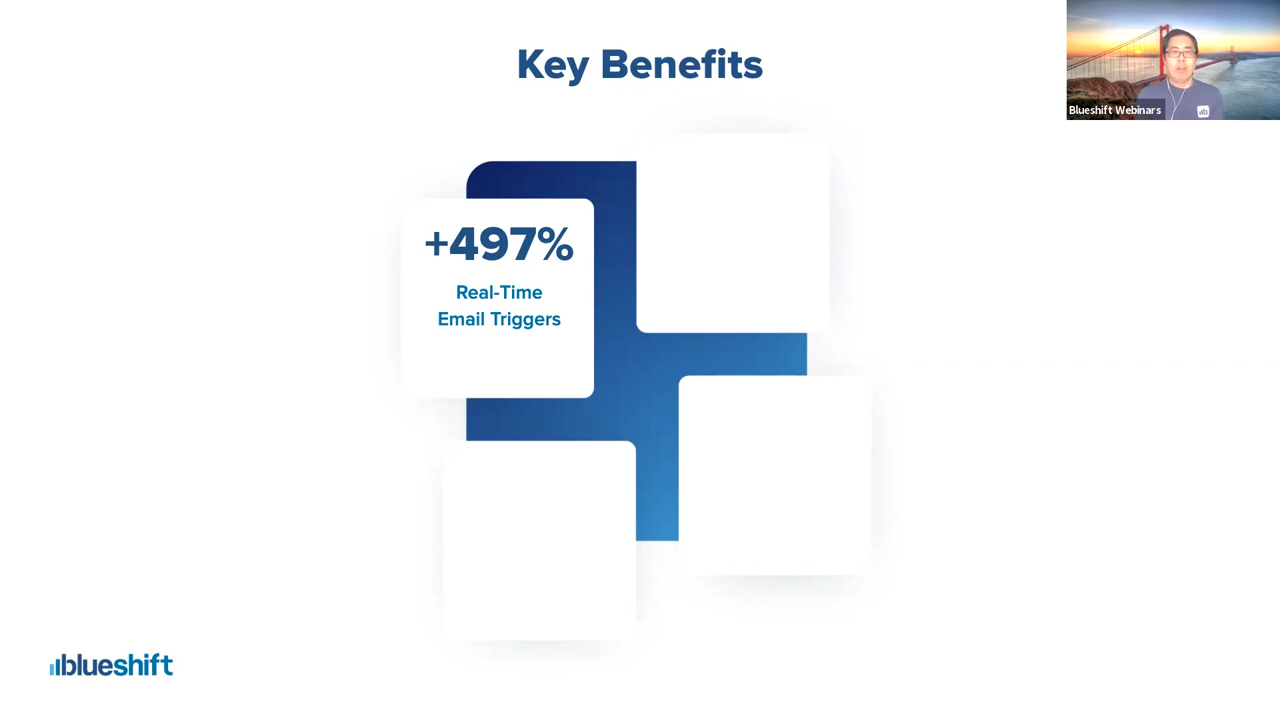 Key Benefits
Blueshift Webinars
+497%
Real-Time
Email Triggers
blueshift